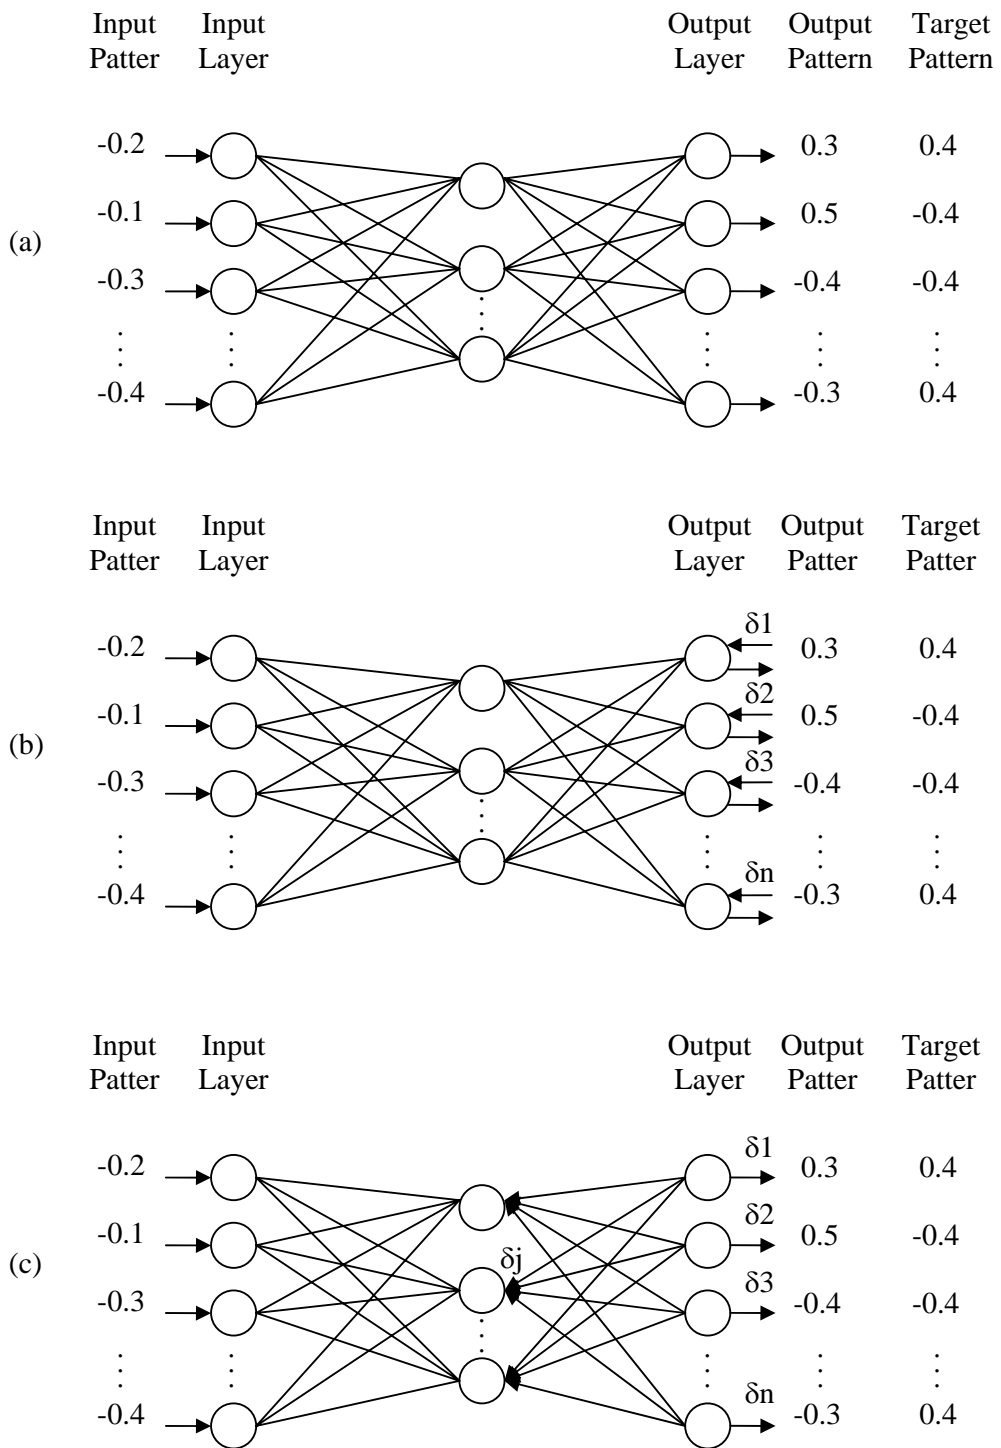 Input Input Output Output Target
Patter Layer Layer Pattern Pattern
-0.2 0.3 0.4
-0.1 0.5 -0.4
(a)
-0.3 -0.4 -0.4
-0.4 -0.3 0.4
Input Input Output Output Target
Patter Layer Layer Patter Patter
δ1
-0.2 0.3 0.4
δ2
-0.1 0.5 -0.4
(b)
δ3
-0.3 -0.4 -0.4
δn
-0.4 -0.3 0.4
Input Input Output Output Target
Patter Layer Layer Patter Patter
δ1
-0.2 0.3 0.4
δ2
-0.1 0.5 -0.4
(c) δj
δ3
-0.3 -0.4 -0.4
δn
-0.4 -0.3 0.4